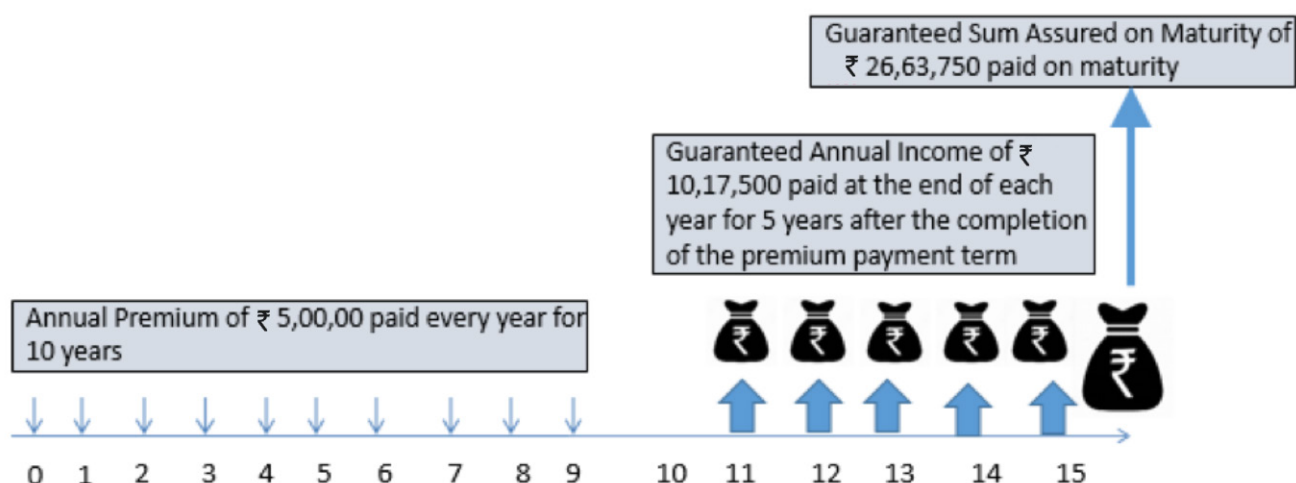 Guaranteed Sum Assured on Maturity of
₹ 26,63,750 paid on maturity
Guaranteed Annual Income of ₹
10,17,500 paid at the end of each
year for 5 years after the completion
of the premium payment term
Annual Premium of ₹ 5,00,00 paid every year for
10 years
₹ ₹ ₹ ₹ ₹ ₹
0 1 2 3 4 5 6 7 8 9 10 11 12 13 14 15